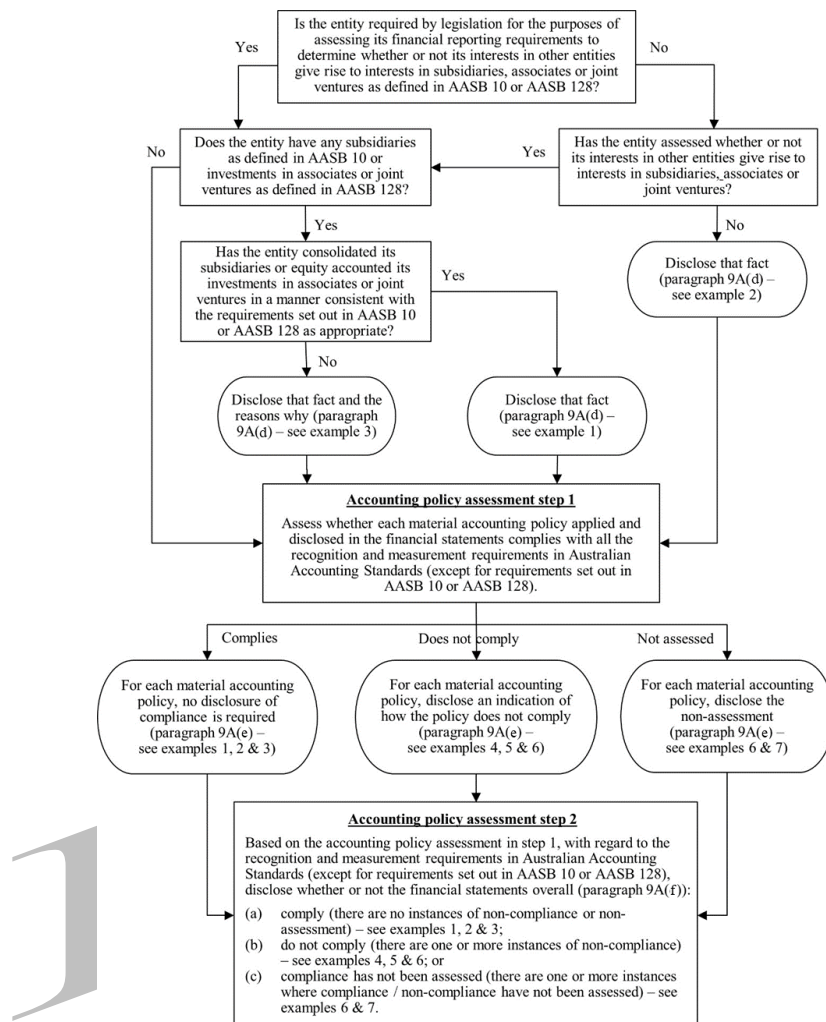 Is the entity required by legislation for the purposes of
assessing its financial reporting requirements to
determine whether or not its interests in other entities
give rise to interests in subsidiaries, associates or joint
ventures as defined in AASB 10 or AASB 128?
Yes
No
Does the entity have any subsidiaries
as defined in AASB 10 or
investments in associates or joint
ventures as defined in AASB 128?
No
Yes
Has the entity assessed whether or not
its interests in other entities give rise to
interests in subsidiaries, associates or
joint ventures?
Yes
No
Has the entity consolidated its
subsidiaries or equity accounted its
investments in associates or joint
ventures in a manner consistent with
the requirements set out in AASB 10
or AASB 128 as appropriate?
Yes
Disclose that fact
(paragraph 9A(d) –
see example 2)
No
Disclose that fact and the
reasons why (paragraph
9A(d) – see example 3)
Disclose that fact
(paragraph 9A(d) –
see example 1)
Accounting policy assessment step 1
Assess whether each material accounting policy applied and
disclosed in the financial statements complies with all the
recognition and measurement requirements in Australian
Accounting Standards (except for requirements set out in
AASB 10 or AASB 128).
Complies
Does not comply
Not assessed
For each material accounting
policy, no disclosure of
compliance is required
(paragraph 9A(e) –
see examples 1, 2 & 3)
For each material accounting
policy, disclose an indication of
how the policy does not comply
(paragraph 9A(e) –
see examples 4, 5 & 6)
For each material accounting
policy, disclose the
non-assessment
(paragraph 9A(e) –
see examples 6 & 7)
Accounting policy assessment step 2
Based on the accounting policy assessment in step 1, with regard to the
recognition and measurement requirements in Australian Accounting
Standards (except for requirements set out in AASB 10 or AASB 128),
disclose whether or not the financial statements overall (paragraph 9A(f)):
(a) comply (there are no instances of non-compliance or non-
assessment) – see examples 1, 2 & 3;
(b) do not comply (there are one or more instances of non-compliance)
– see examples 4, 5 & 6; or
(c) compliance has not been assessed (there are one or more instances
where compliance / non-compliance have not been assessed) – see
examples 6 & 7.